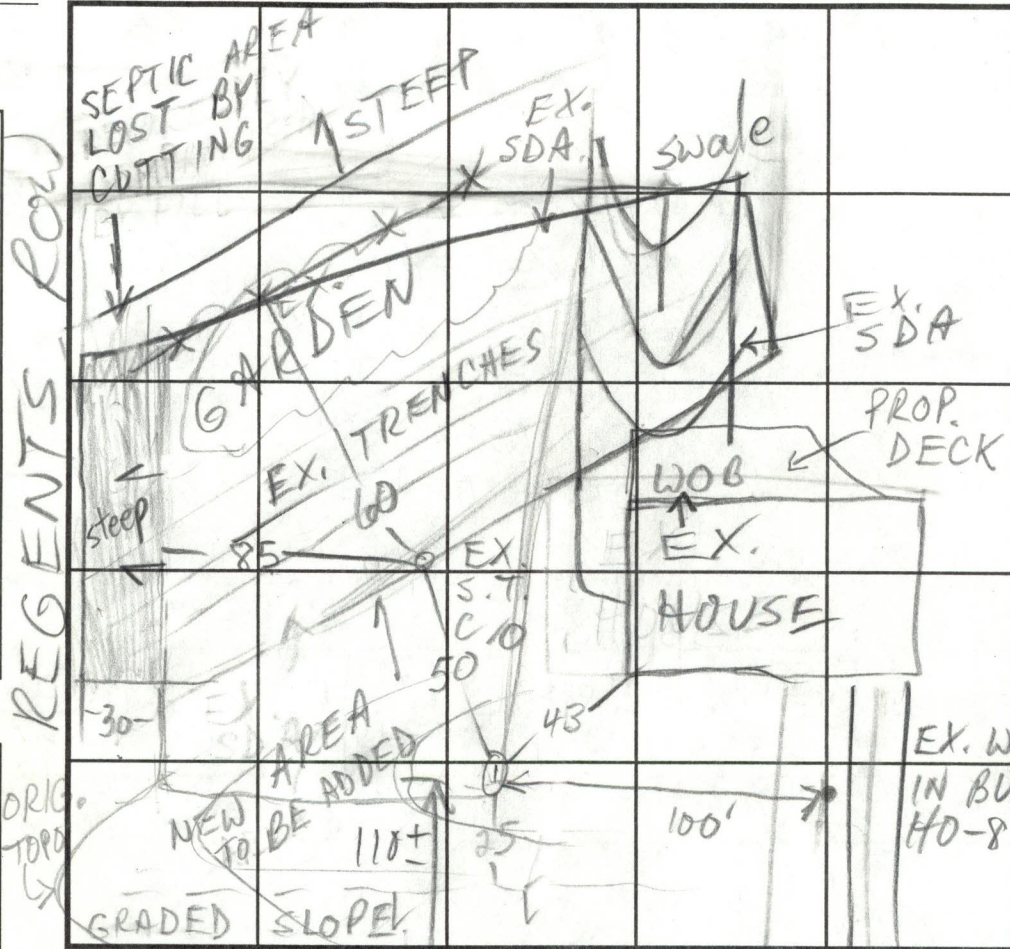 SEPTIC AREA
LOST BY
CUTTING
STEEP
EX.
SDA.
swale
REGENTS ROW
GARDEN
EX. TRENCHES
EX.
SDA
PROP.
DECK
WOB
EX.
HOUSE
steep
60
85
EX
S.T.
50
43
-30-
ORIG.
TOPO
NEW AREA
TO BE ADDED
110±
1
25
100'
EX. W
IN BU
HO-8
GRADED SLOPE